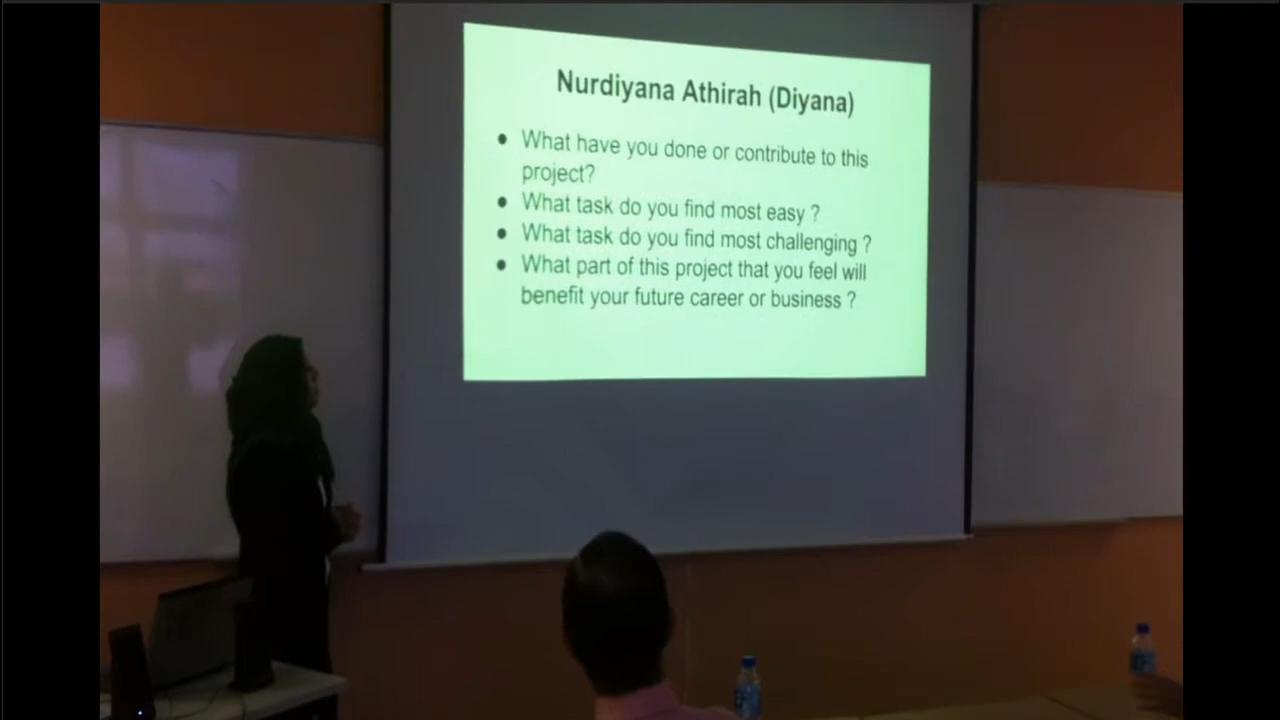 Nurdiyana Athirah (Diyana)
• What have you done or contribute to this
project?
• What task do you find most easy ?
• What task do you find most challenging ?
• What part of this project that you feel will
benefit your future career or business ?